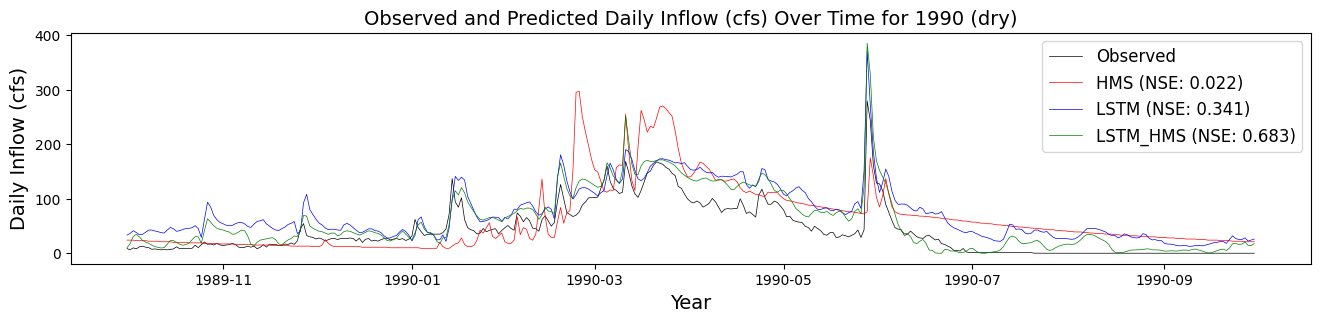 Observed and Predicted Daily Inflow (cfs) Over Time for 1990 (dry)
Daily Inflow (cfs)
400
300
200
100
0
Observed
HMS (NSE: 0.022)
LSTM (NSE: 0.341)
LSTM_HMS (NSE: 0.683)
1989-11
1990-01
1990-03
1990-05
1990-07
1990-09
Year